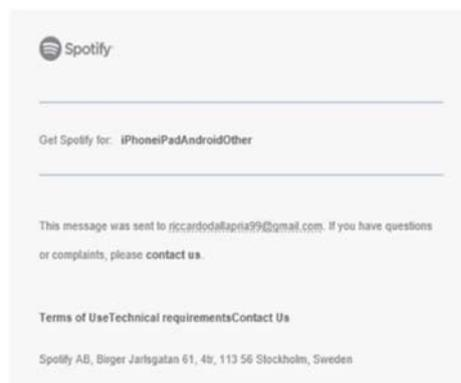 Spotify
Get Spotify for: iPhoneiPadAndroidOther
This message was sent to riccardodallapria99@gmail.com. If you have questions
or complaints, please contact us.
Terms of UseTechnical requirementsContact Us
Spotify AB, Birger Jarlsgatan 61, 4tr, 113 56 Stockholm, Sweden